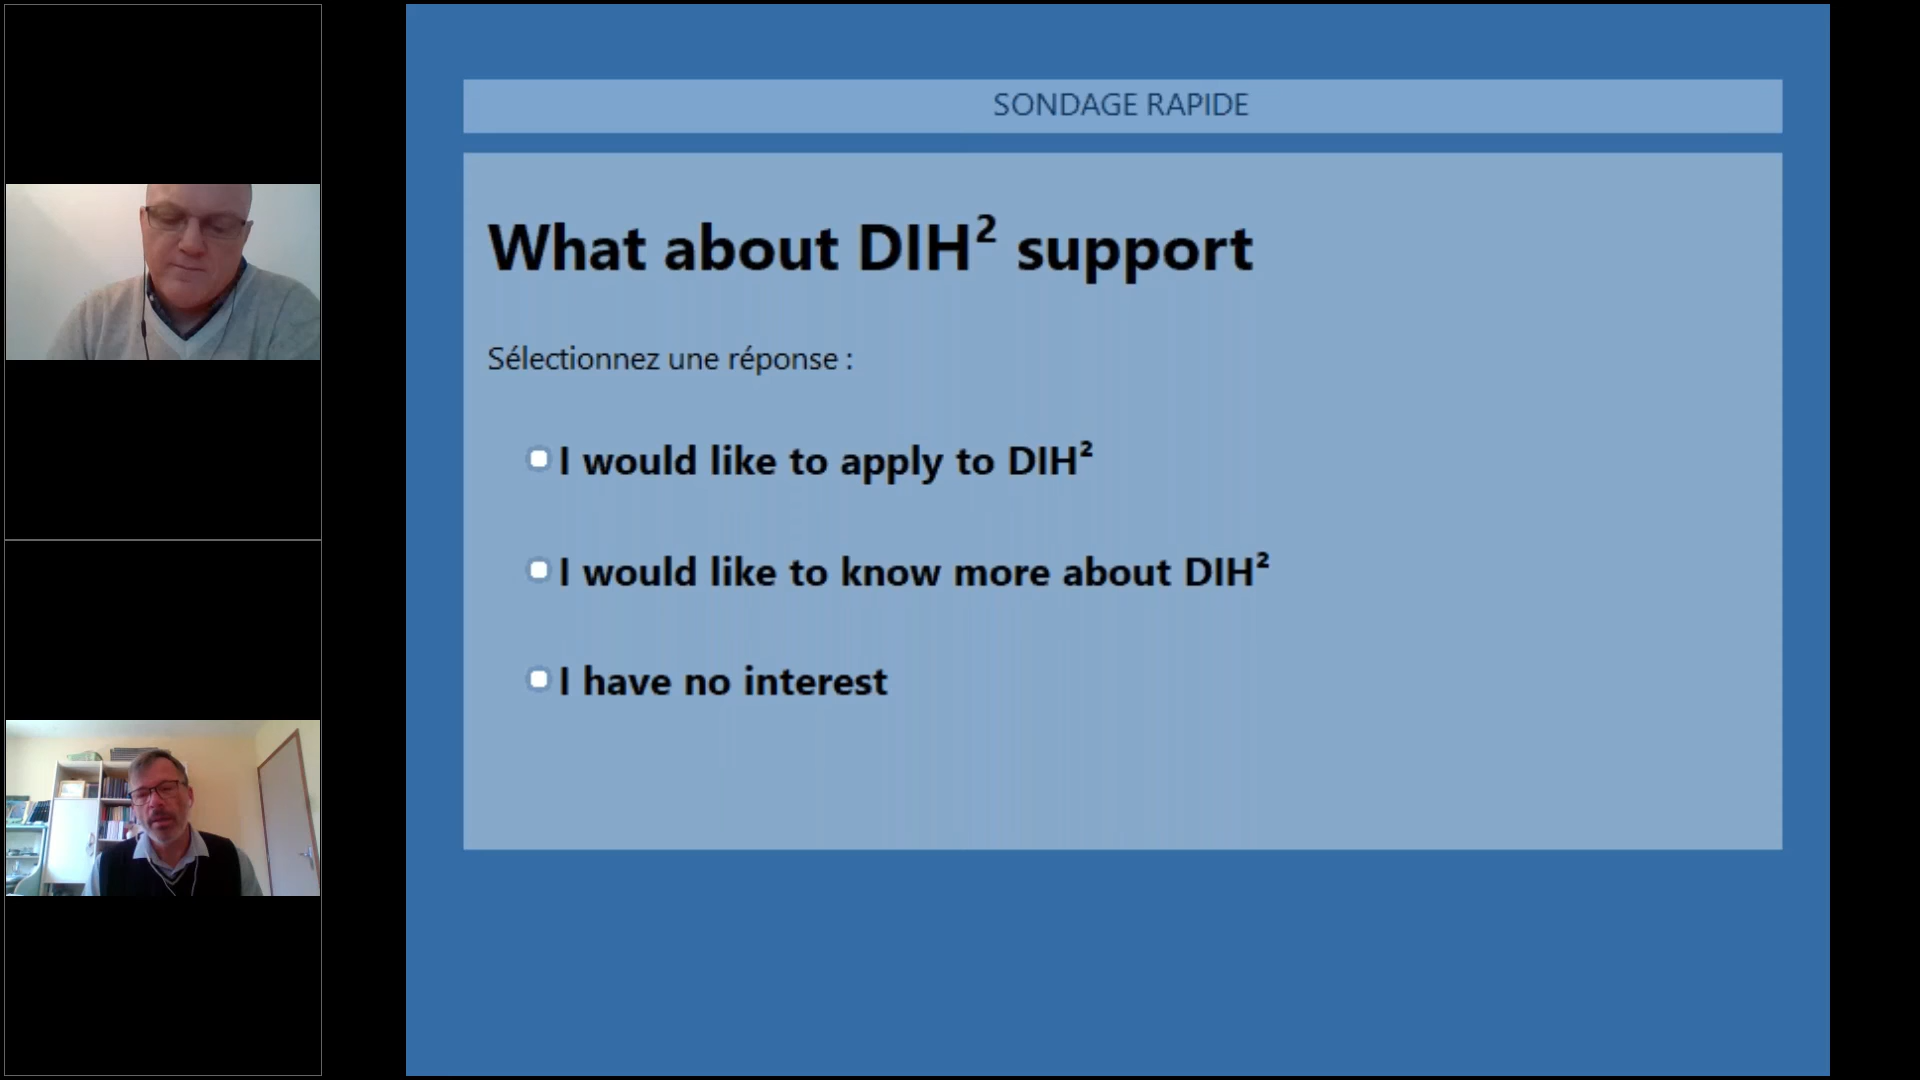 SONDAGE RAPIDE
What about DIH² support
Sélectionnez une réponse :
I would like to apply to DIH²
I would like to know more about DIH²
I have no interest